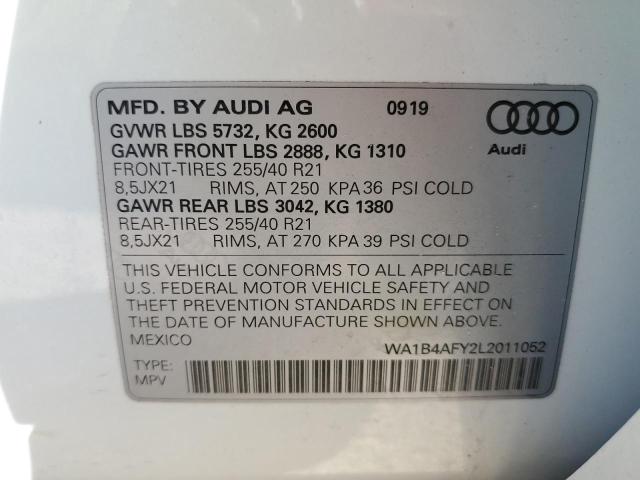 MFD. BY AUDI AG 0919
GVWR LBS 5732, KG 2600
GAWR FRONT LBS 2888, KG 1310
Audi
FRONT-TIRES 255/40 R21
8,5JX21 RIMS, AT 250 KPA 36 PSI COLD
GAWR REAR LBS 3042, KG 1380
REAR-TIRES 255/40 R21
8,5JX21 RIMS, AT 270 KPA 39 PSI COLD
THIS VEHICLE CONFORMS TO ALL APPLICABLE
U.S. FEDERAL MOTOR VEHICLE SAFETY AND
THEFT PREVENTION STANDARDS IN EFFECT ON
THE DATE OF MANUFACTURE SHOWN ABOVE.
MEXICO WA1B4AFY2L2011052
TYPE:
MPV